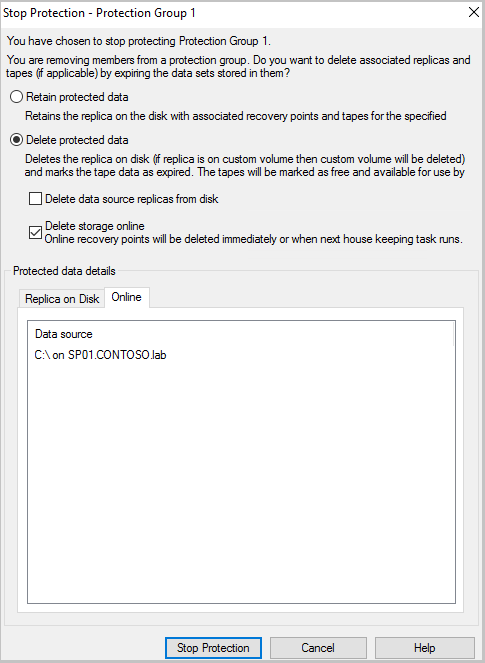 Stop Protection - Protection Group 1
You have chosen to stop protecting Protection Group 1.
You are removing members from a protection group. Do you want to delete associated replicas and
tapes (if applicable) by expiring the data sets stored in them?
Retain protected data
Retains the replica on the disk with associated recovery points and tapes for the specified
Delete protected data
Deletes the replica on disk (if replica is on custom volume then custom volume will be deleted)
and marks the tape data as expired. The tapes will be marked as free and available for use by
Delete data source replicas from disk
Delete storage online
Online recovery points will be deleted immediately or when next house keeping task runs.
Protected data details
Replica on Disk Online
Data source
C:\ on SP01.CONTOSO.lab
Stop Protection Cancel Help